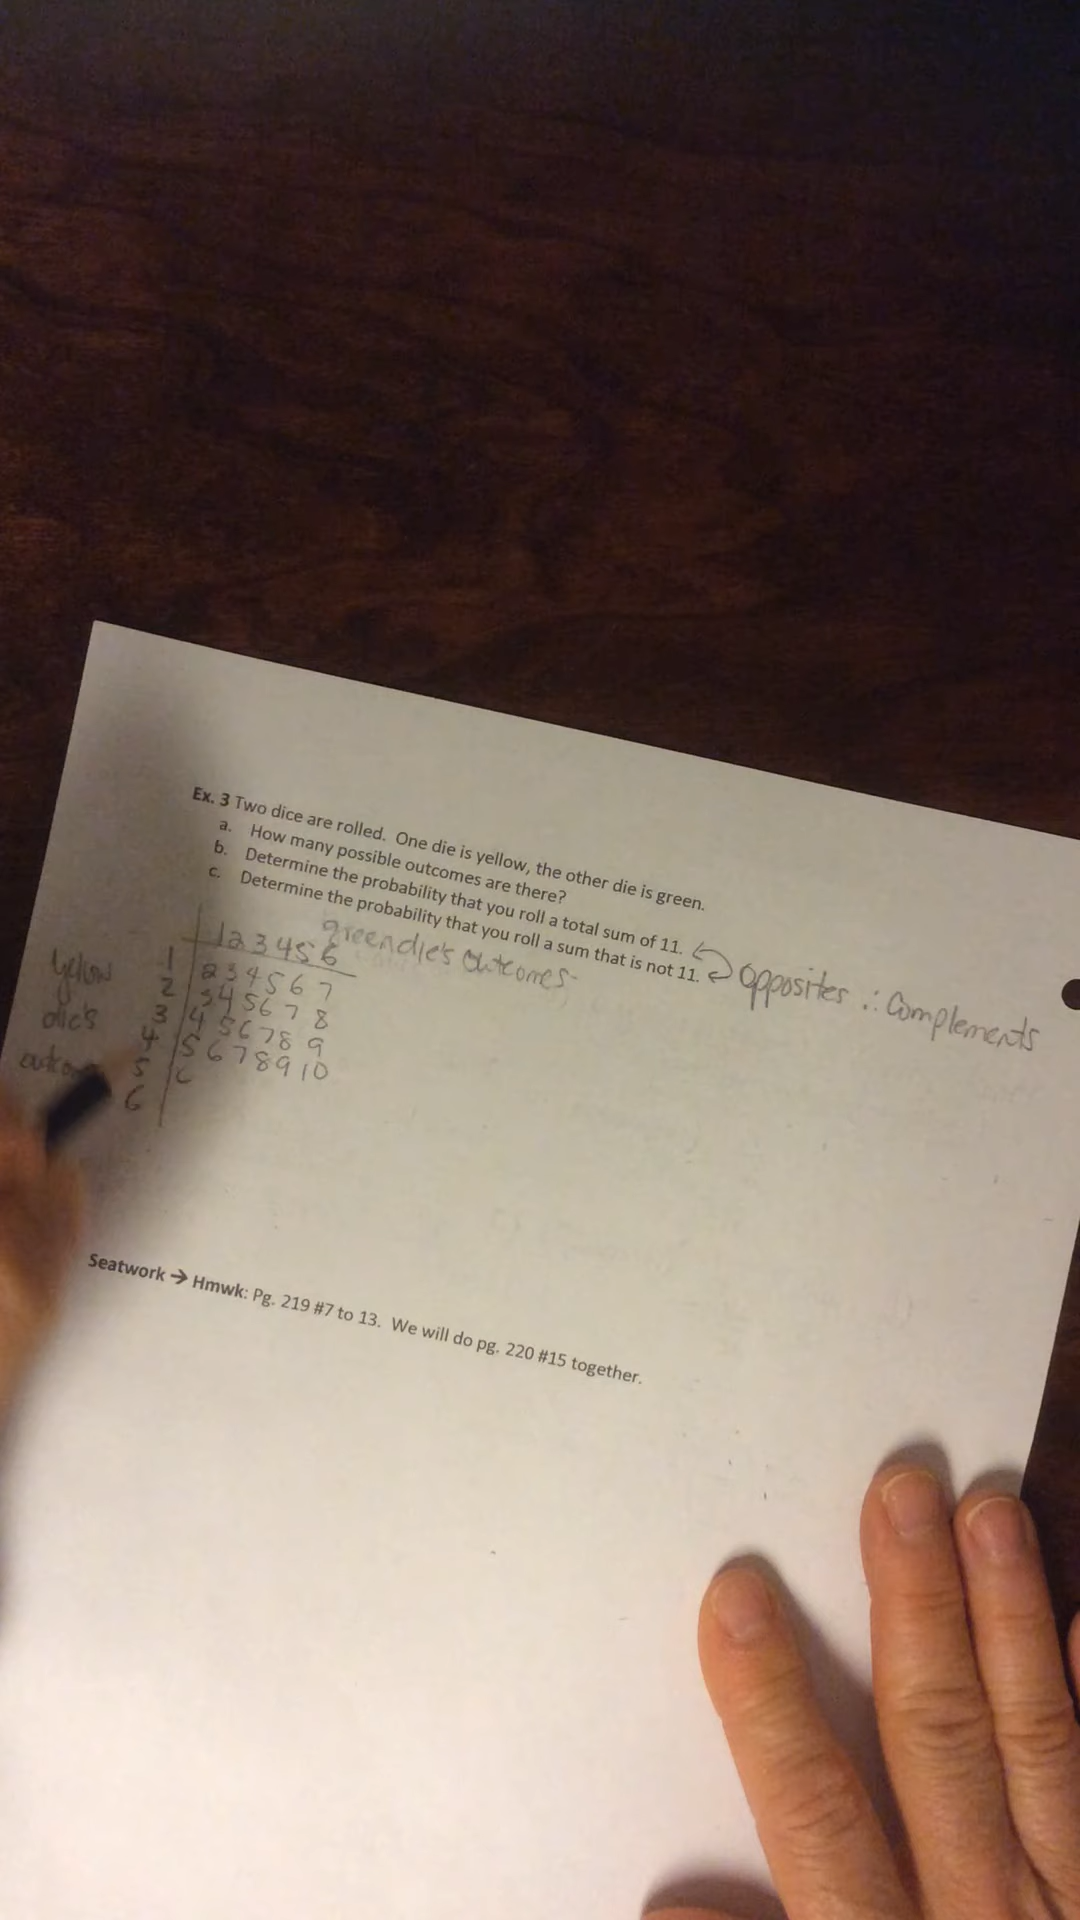 Ex. 3 Two dice are rolled. One die is yellow, the other die is green.
a. How many possible outcomes are there?
b. Determine the probability that you roll a total sum of 11.
c. Determine the probability that you roll a sum that is not 11.
Opposites ∴ Complements
green die's outcomes
yellow
die's
1 2 3 4 5 6
1 2 3 4 5 6 7
2 3 4 5 6 7 8
3 4 5 6 7 8 9
4 5 6 7 8 9 10
5
6
Seatwork → Hmwk: Pg. 219 #7 to 13. We will do pg. 220 #15 together.